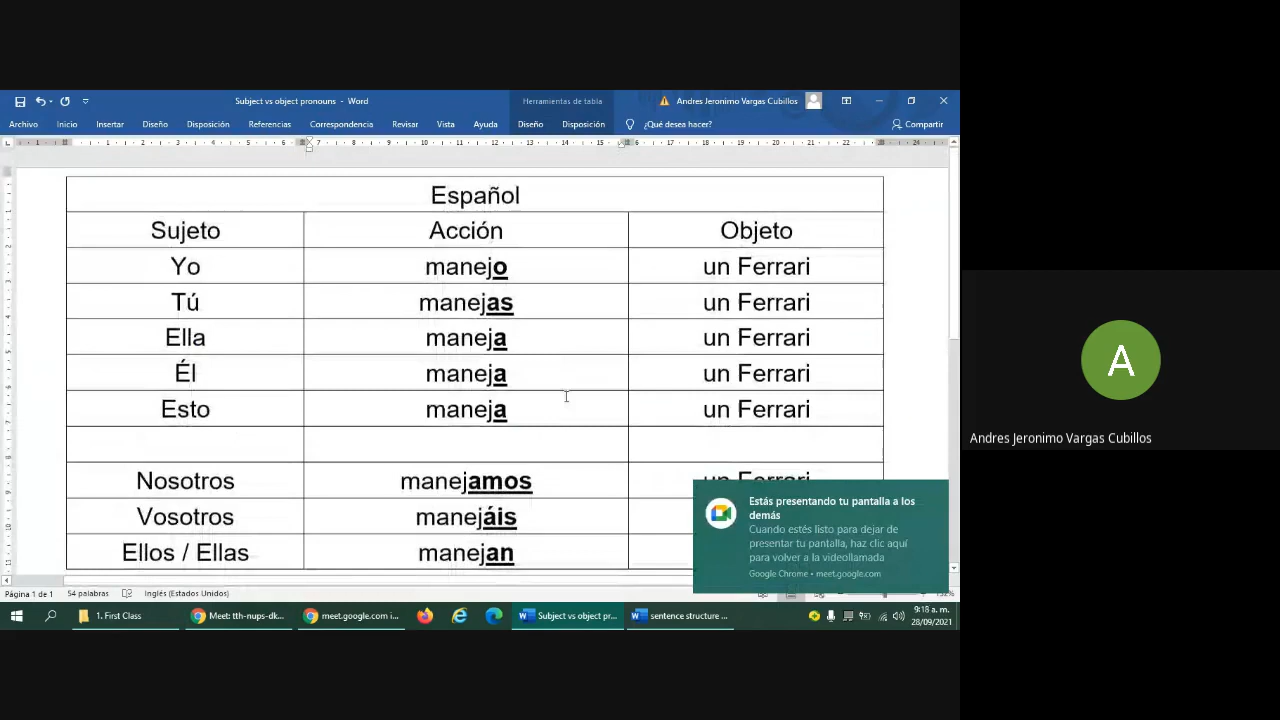 Subject vs object pronouns - Word
Herramientas de tabla
Andres Jeronimo Vargas Cubillos
Archivo Inicio Insertar Diseño Disposición Referencias Correspondencia Revisar Vista Ayuda Diseño Disposición ¿Qué desea hacer? Compartir
Español
Sujeto Acción Objeto
Yo manejo un Ferrari
Tú manejas un Ferrari
Ella maneja un Ferrari
Él maneja un Ferrari
Esto maneja un Ferrari
Nosotros manejamos un Ferrari
Vosotros manejáis
Ellos / Ellas manejan
Estás presentando tu pantalla a los
demás
Cuando estés listo para dejar de
presentar tu pantalla, haz clic aquí
para volver a la videollamada
Google Chrome • meet.google.com
Página 1 de 1 54 palabras Inglés (Estados Unidos)
1. First Class
Meet: tth-nups-dk...
meet.google.com i...
Subject vs object pr...
sentence structure ...
9:18 a. m.
28/09/2021
A
Andres Jeronimo Vargas Cubillos